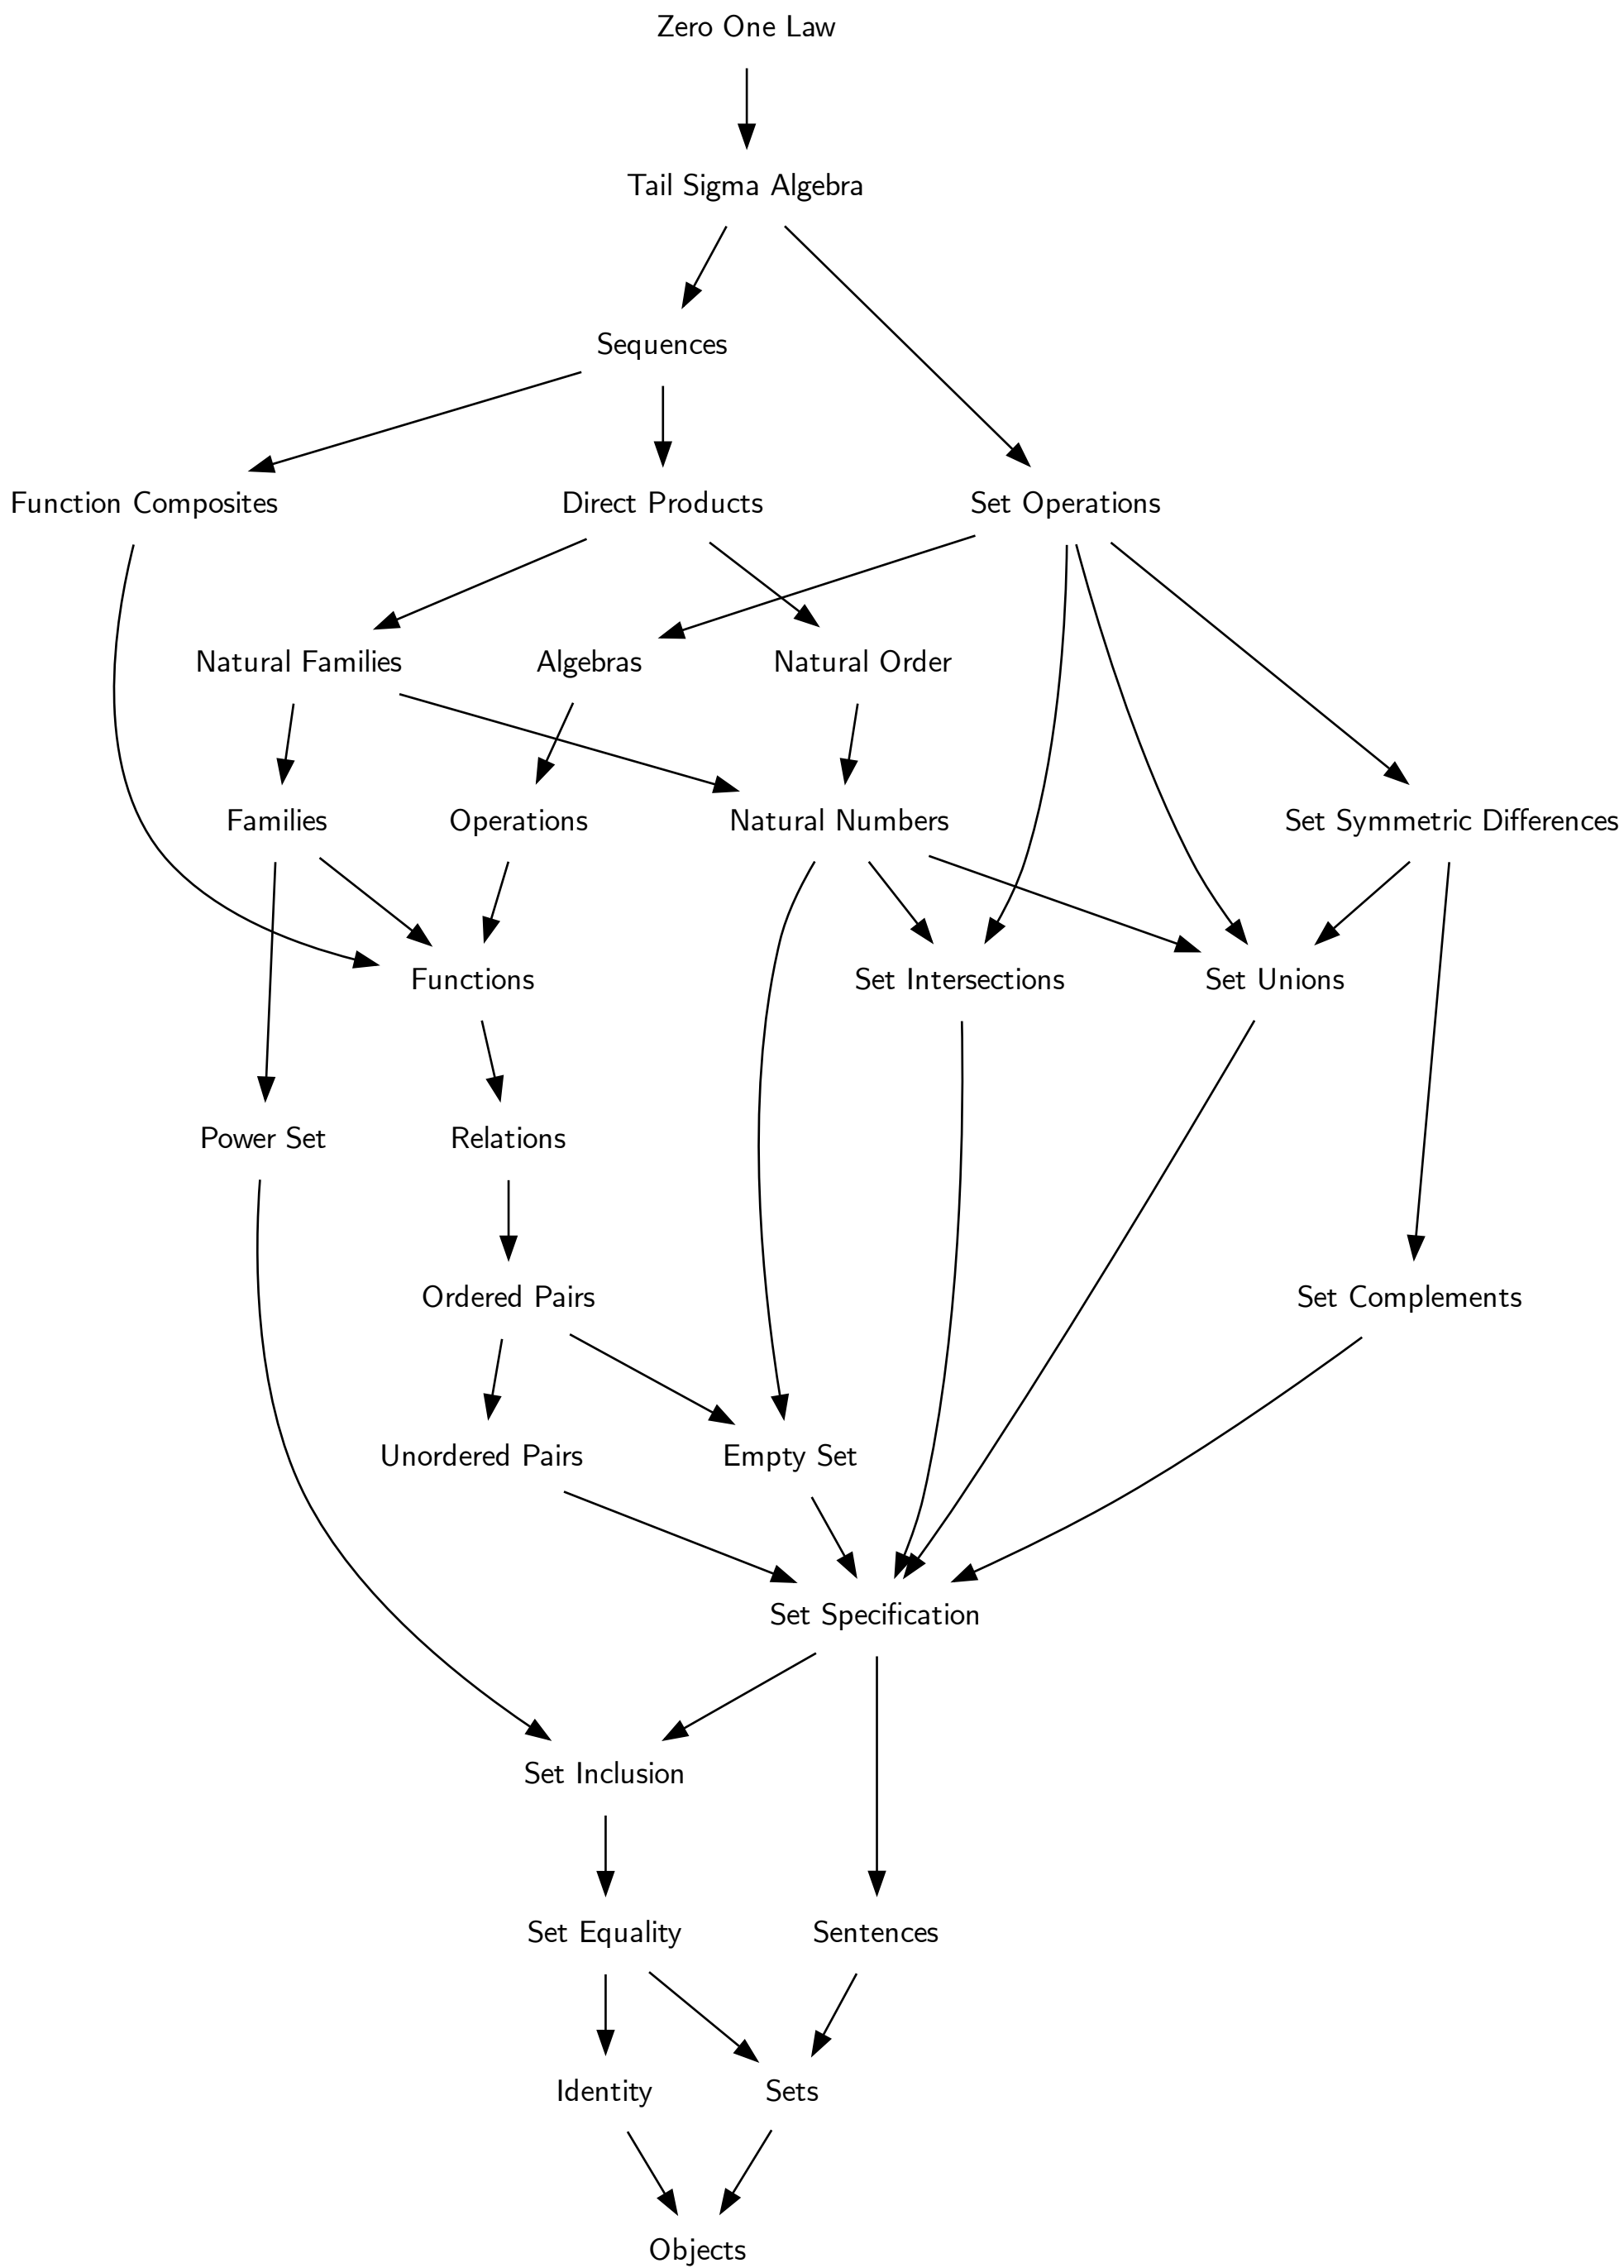 Zero One Law
Tail Sigma Algebra
Sequences
Function Composites
Direct Products
Set Operations
Natural Families
Algebras
Natural Order
Families
Operations
Natural Numbers
Set Symmetric Differences
Functions
Set Intersections
Set Unions
Power Set
Relations
Ordered Pairs
Set Complements
Unordered Pairs
Empty Set
Set Specification
Set Inclusion
Set Equality
Sentences
Identity
Sets
Objects